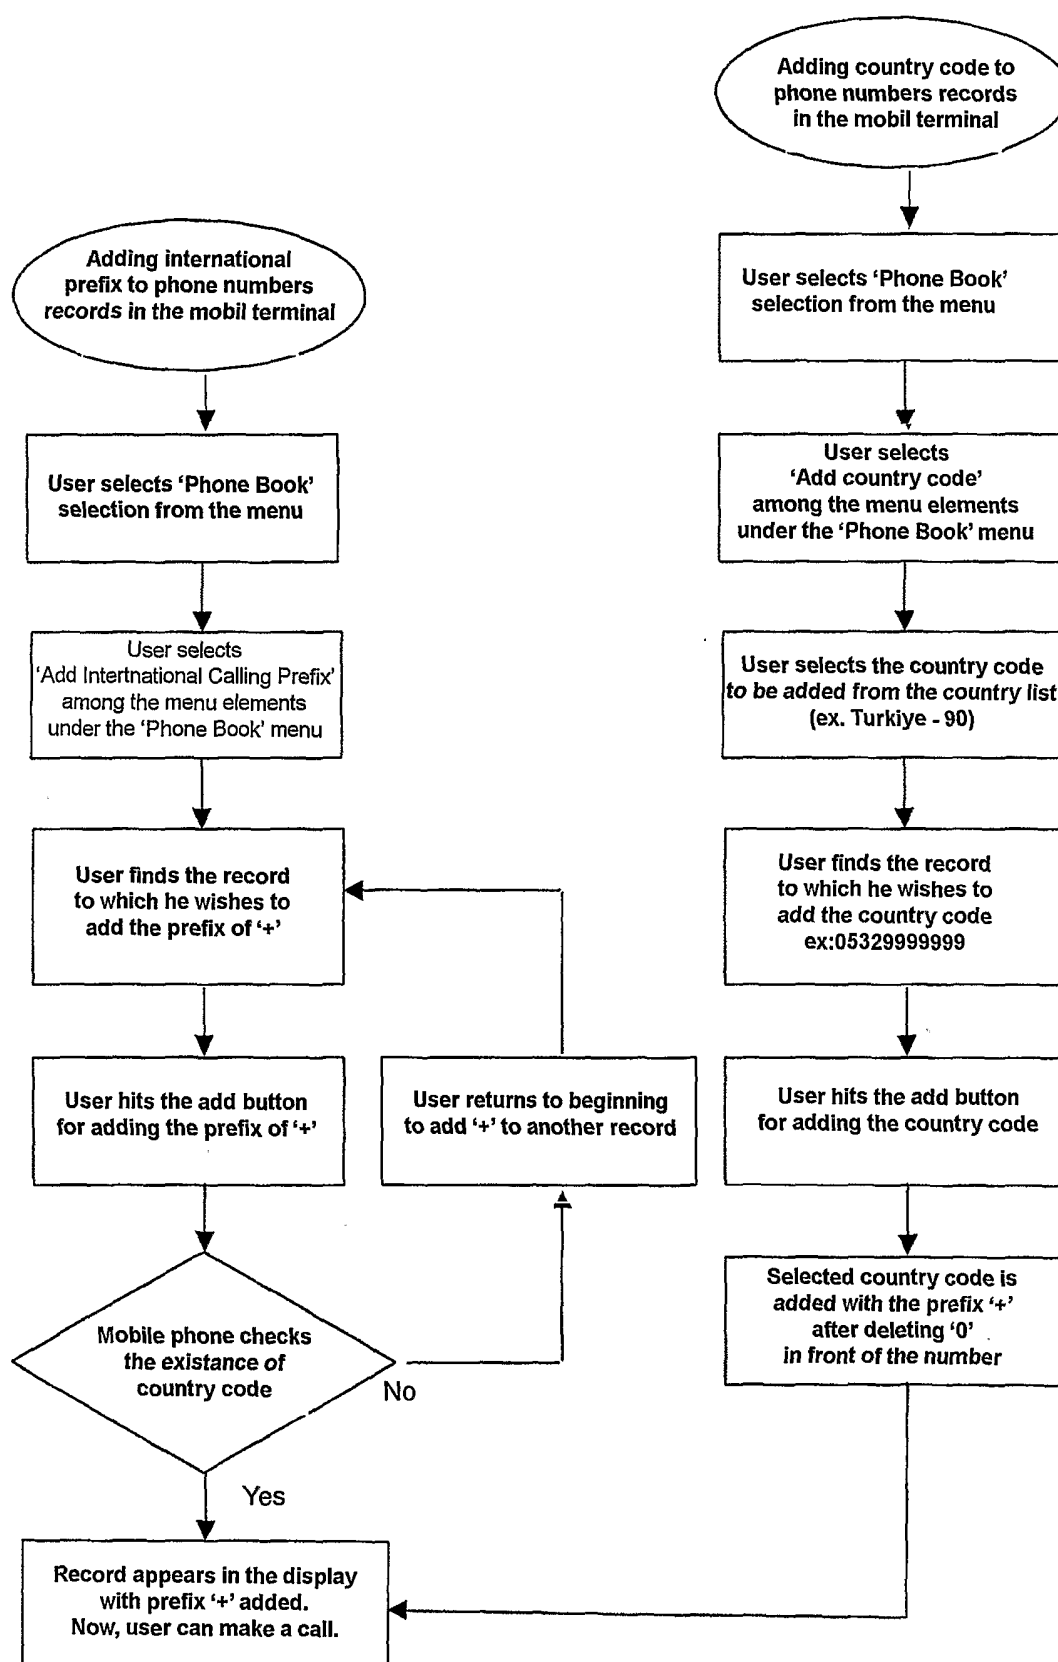 Adding country code to
phone numbers records
in the mobil terminal
User selects ‘Phone Book’
selection from the menu
User selects
‘Add country code’
among the menu elements
under the ‘Phone Book’ menu
User selects the country code
to be added from the country list
(ex. Turkiye - 90)
User finds the record
to which he wishes to
add the country code
ex:05329999999
User hits the add button
for adding the country code
Selected country code is
added with the prefix ‘+’
after deleting ‘0’
in front of the number
Adding international
prefix to phone numbers
records in the mobil terminal
User selects ‘Phone Book’
selection from the menu
User selects
‘Add Intertnational Calling Prefix’
among the menu elements
under the ‘Phone Book’ menu
User finds the record
to which he wishes to
add the prefix of ‘+’
User hits the add button
for adding the prefix of ‘+’
User returns to beginning
to add ‘+’ to another record
Mobile phone checks
the existance of
country code
No
Yes
Record appears in the display
with prefix ‘+’ added.
Now, user can make a call.